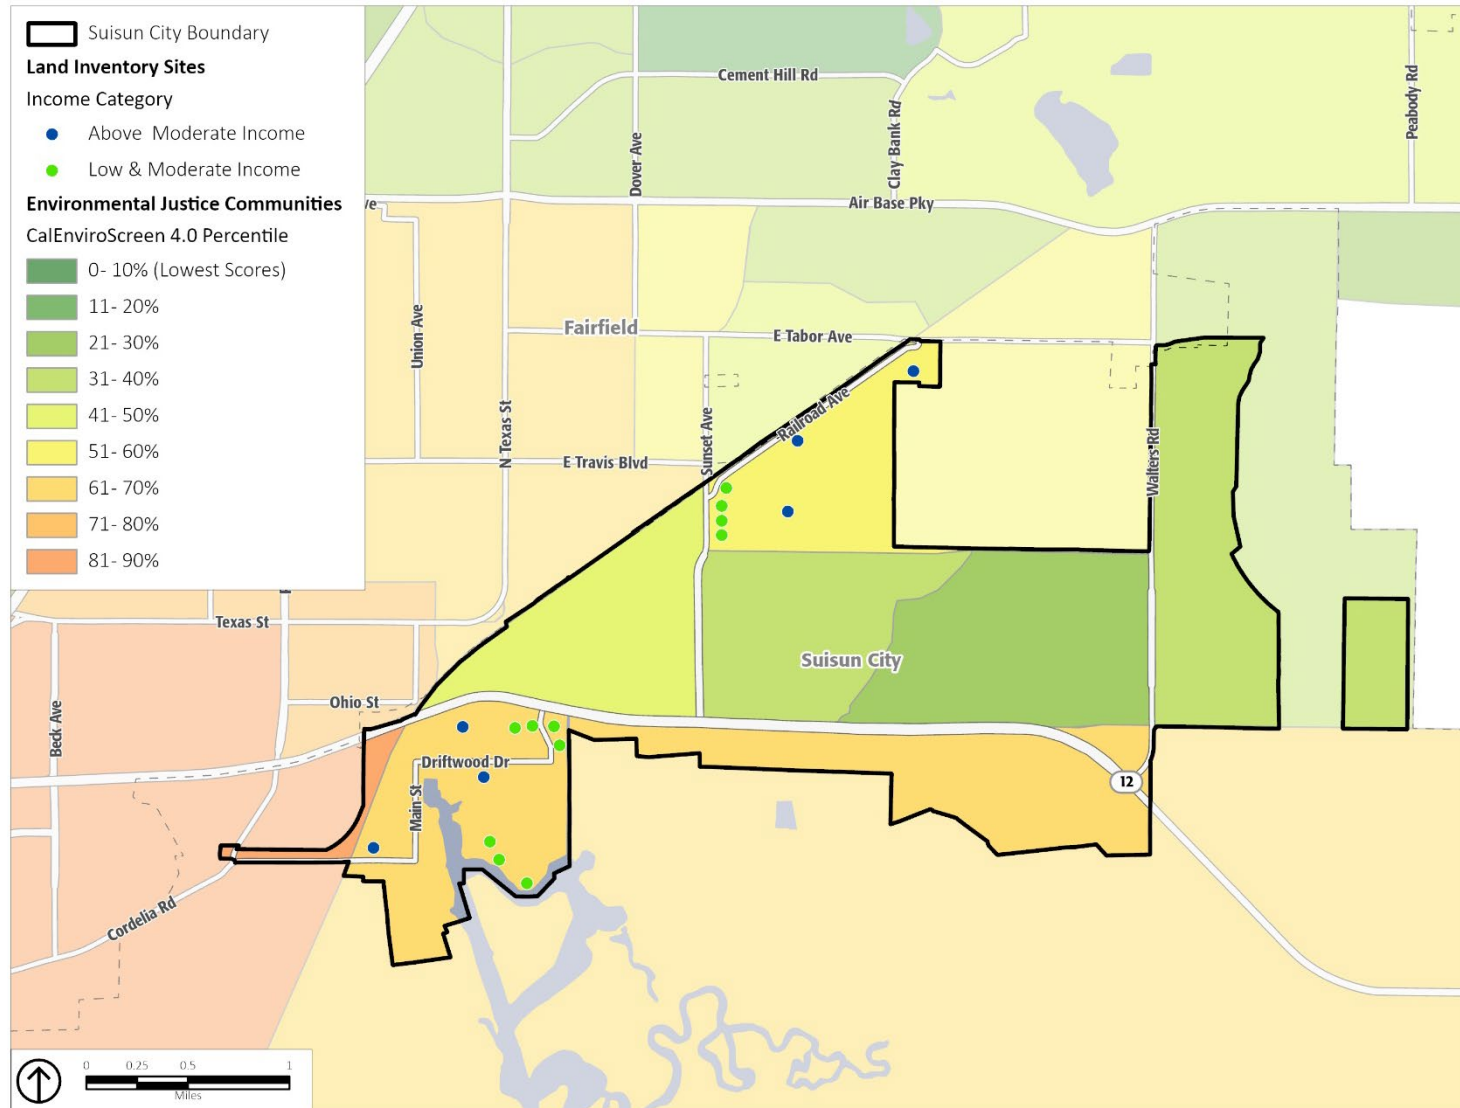 Suisun City Boundary
Land Inventory Sites
Income Category
Above Moderate Income
Low & Moderate Income
Environmental Justice Communities
CalEnviroScreen 4.0 Percentile
0- 10% (Lowest Scores)
11- 20%
21- 30%
31- 40%
41- 50%
51- 60%
61- 70%
71- 80%
81- 90%
Cement Hill Rd
Peabody Rd
Dover Ave
Clay Bank Rd
ve
Air Base Pky
Union Ave
Fairfield
E Tabor Ave
N Texas St
Sunset Ave
Railroad Ave
E Travis Blvd
Walters Rd
Texas St
Suisun City
Ohio St
Beck Ave
Driftwood Dr
Main St
12
Cordelia Rd
0 0.25 0.5 1
Miles